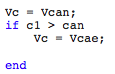 Vc = Vcan;
if c1 > can
Vc = Vcae;
end